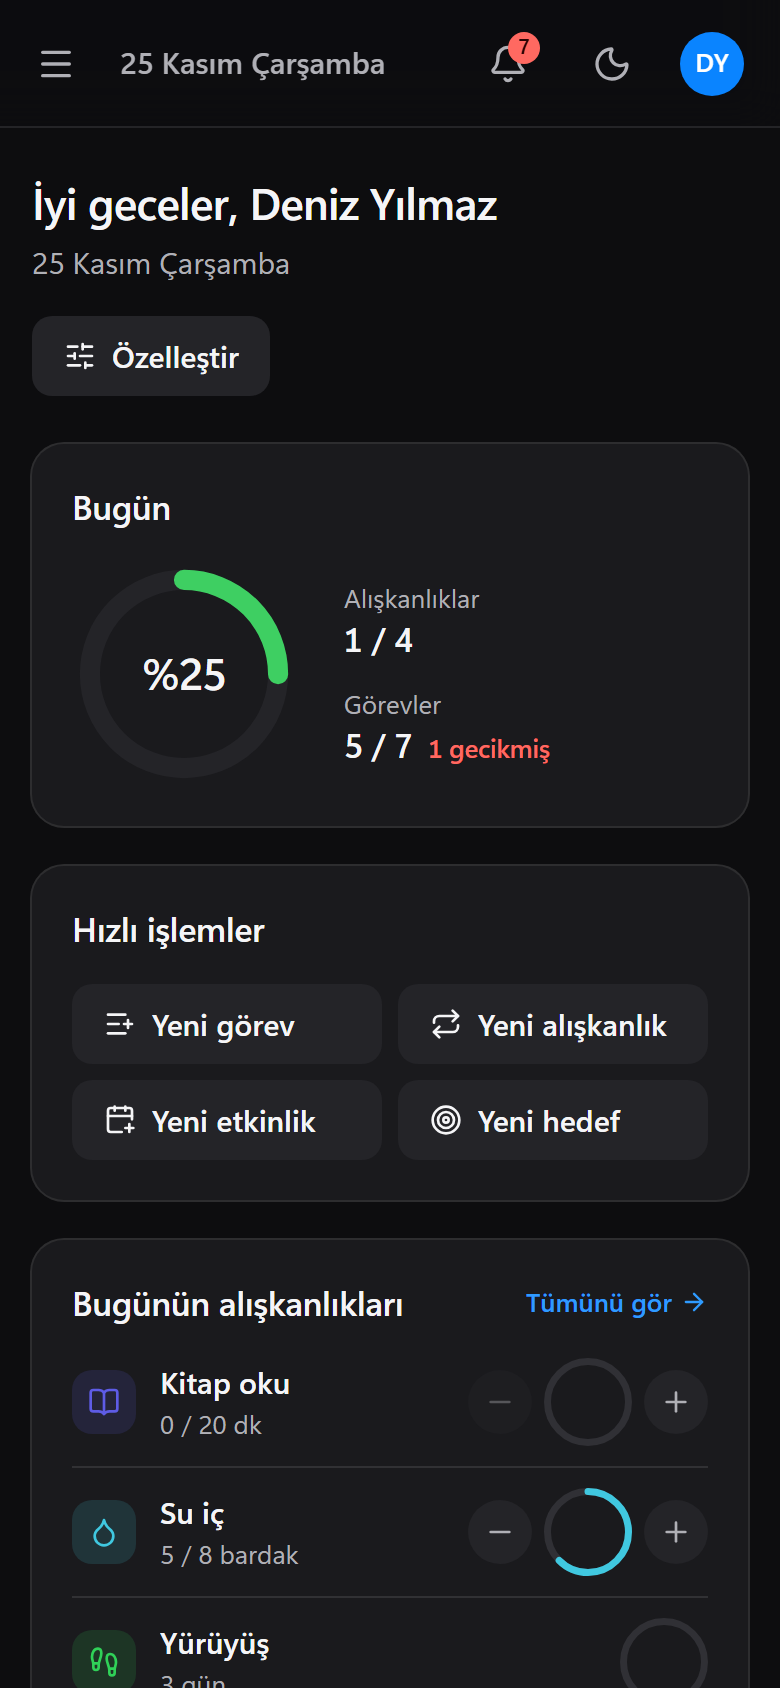 25 Kasım Çarşamba
7
DY
İyi geceler, Deniz Yılmaz
25 Kasım Çarşamba
Özelleştir
Bugün
%25
Alışkanlıklar
1 / 4
Görevler
5 / 7 1 gecikmiş
Hızlı işlemler
Yeni görev
Yeni alışkanlık
Yeni etkinlik
Yeni hedef
Bugünün alışkanlıkları
Tümünü gör
Kitap oku
0 / 20 dk
Su iç
5 / 8 bardak
Yürüyüş
3 gün